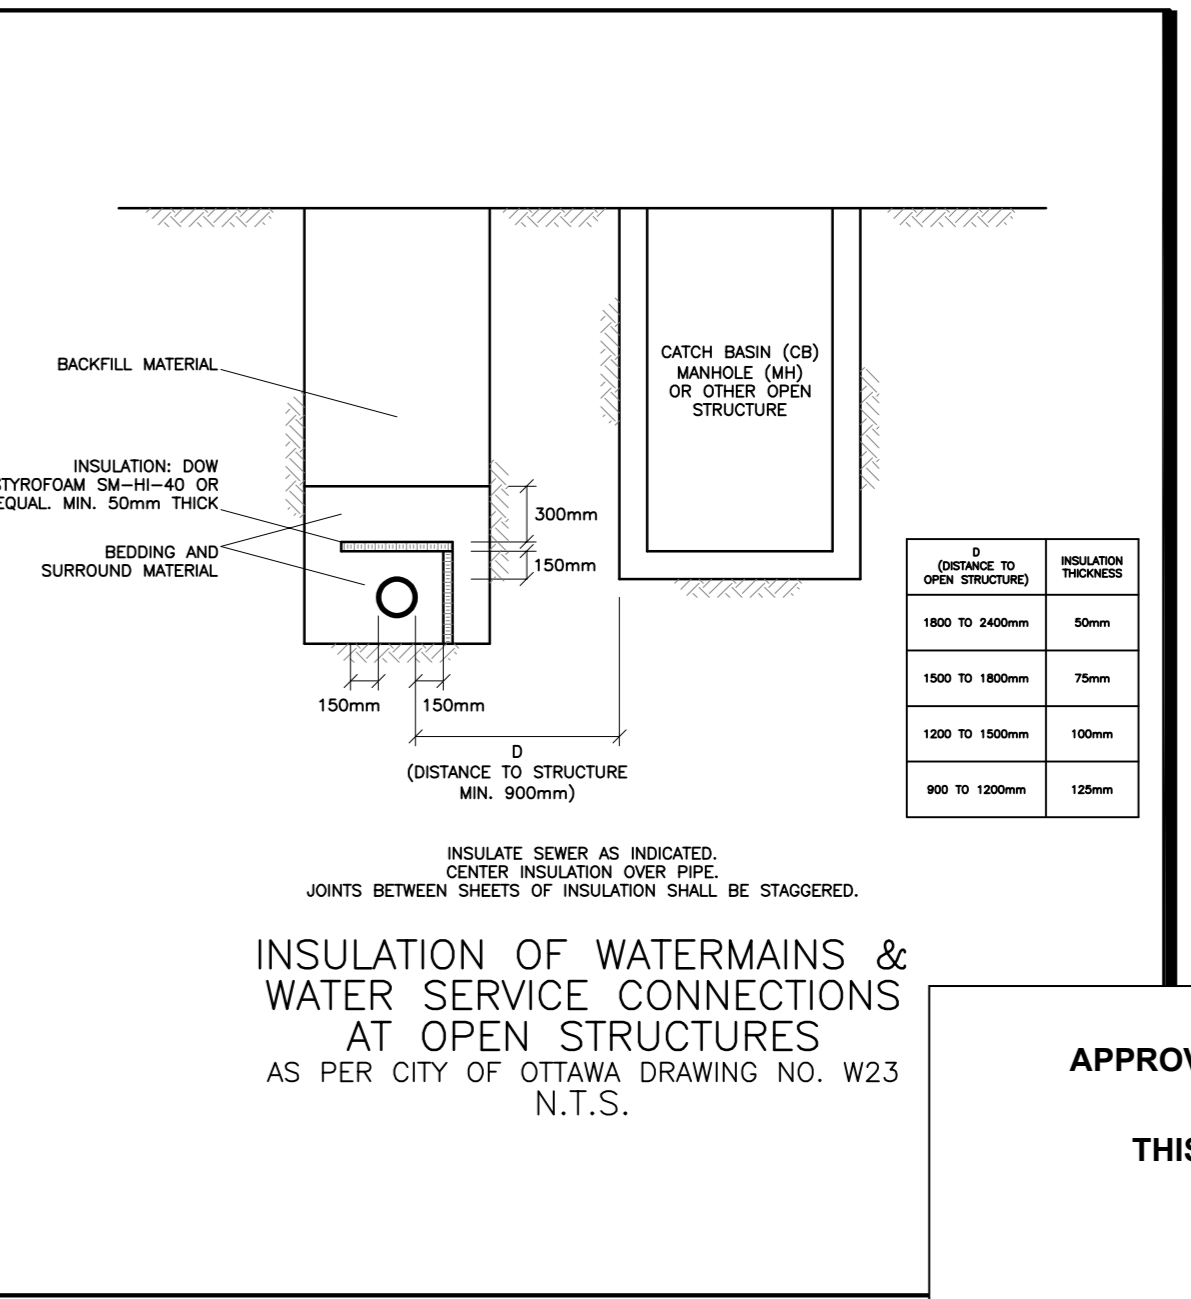 BACKFILL MATERIAL
INSULATION: DOW
STYROFOAM SM-HI-40 OR
EQUAL. MIN. 50mm THICK
BEDDING AND
SURROUND MATERIAL
CATCH BASIN (CB)
MANHOLE (MH)
OR OTHER OPEN
STRUCTURE
300mm
150mm
150mm
150mm
D
(DISTANCE TO STRUCTURE
MIN. 900mm)
D
(DISTANCE TO
OPEN STRUCTURE)
INSULATION
THICKNESS
1800 TO 2400mm
50mm
1500 TO 1800mm
75mm
1200 TO 1500mm
100mm
900 TO 1200mm
125mm
INSULATE SEWER AS INDICATED.
CENTER INSULATION OVER PIPE.
JOINTS BETWEEN SHEETS OF INSULATION SHALL BE STAGGERED.
INSULATION OF WATERMAINS &
WATER SERVICE CONNECTIONS
AT OPEN STRUCTURES
AS PER CITY OF OTTAWA DRAWING NO. W23
N.T.S.